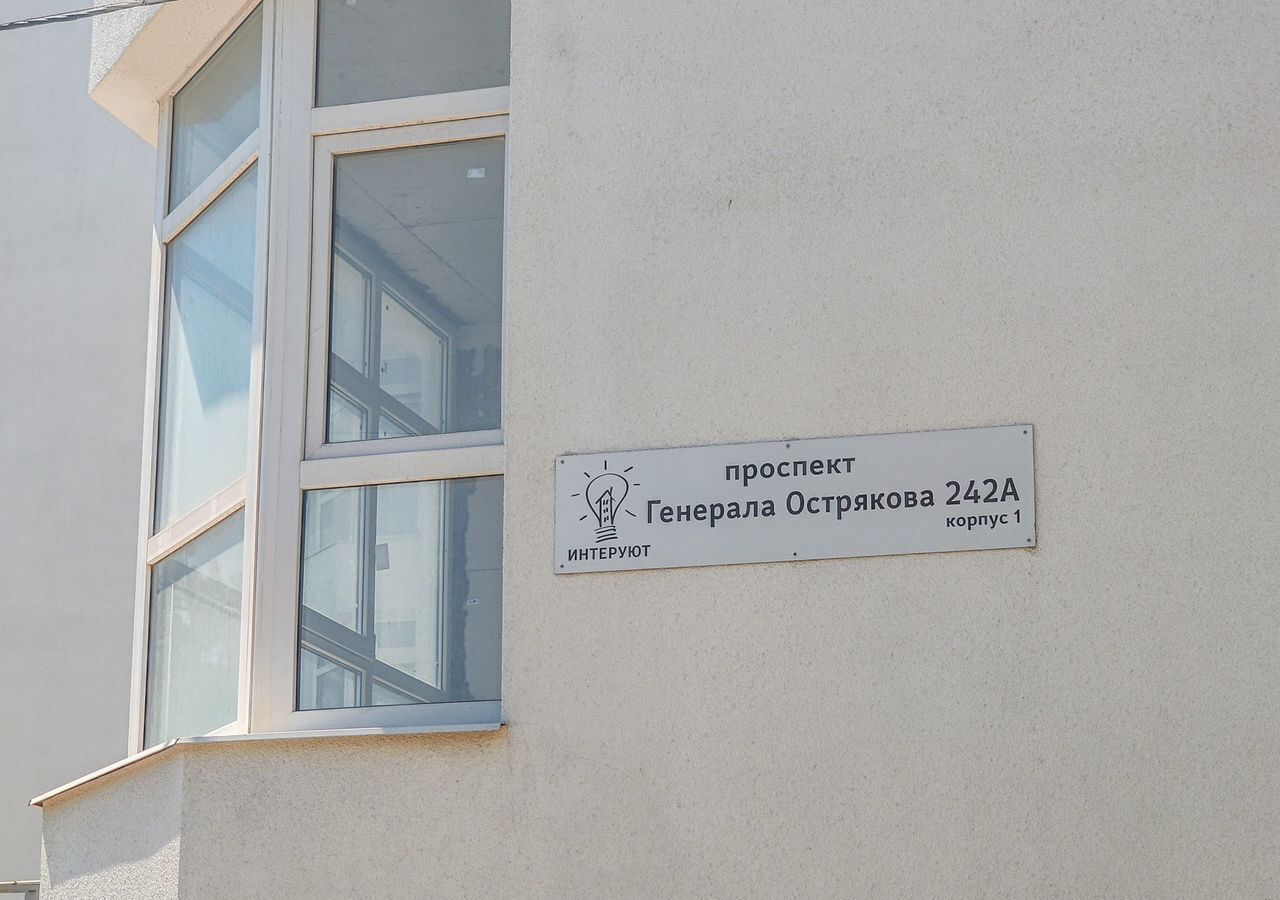 проспект
Генерала Острякова 242А
корпус 1
ИНТЕРУЮТ